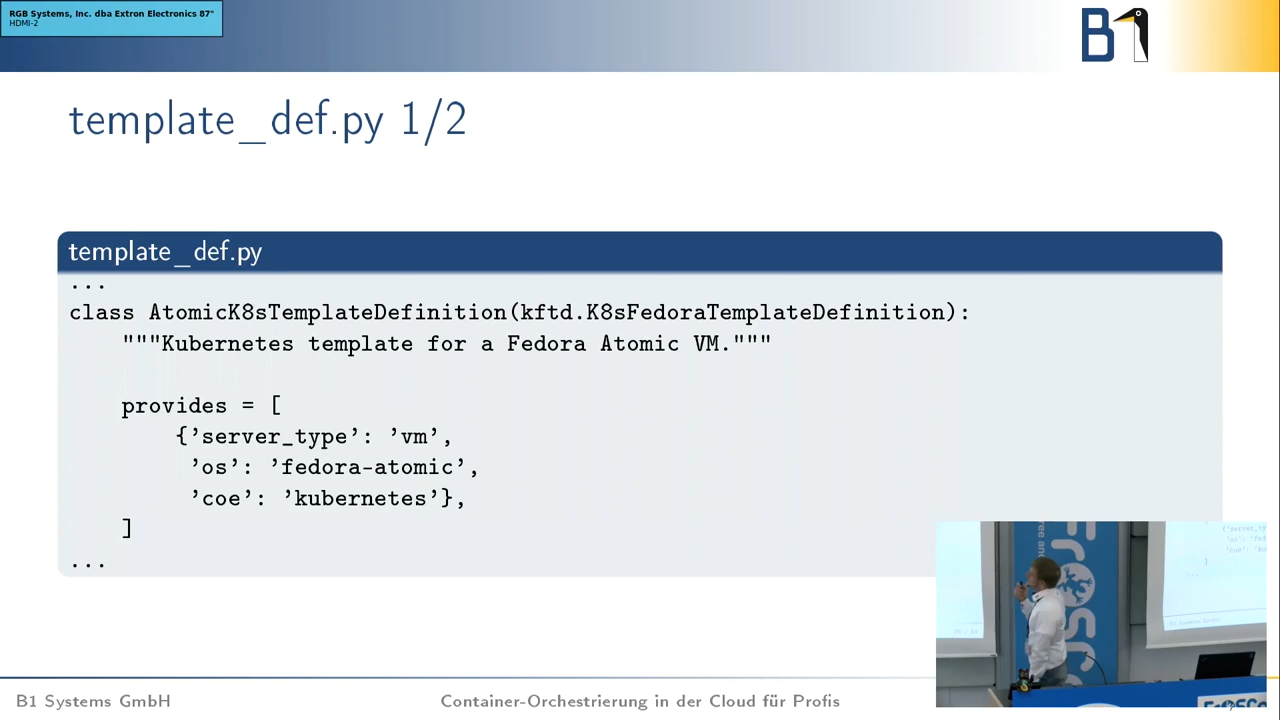 RGB Systems, Inc. dba Extron Electronics 87"
HDMI-2
B1
template_def.py 1/2
template_def.py
...
class AtomicK8sTemplateDefinition(kftd.K8sFedoraTemplateDefinition):
"""Kubernetes template for a Fedora Atomic VM."""
provides = [
{'server_type': 'vm',
'os': 'fedora-atomic',
'coe': 'kubernetes'},
]
...
B1 Systems GmbH
Container-Orchestrierung in der Cloud für Profis